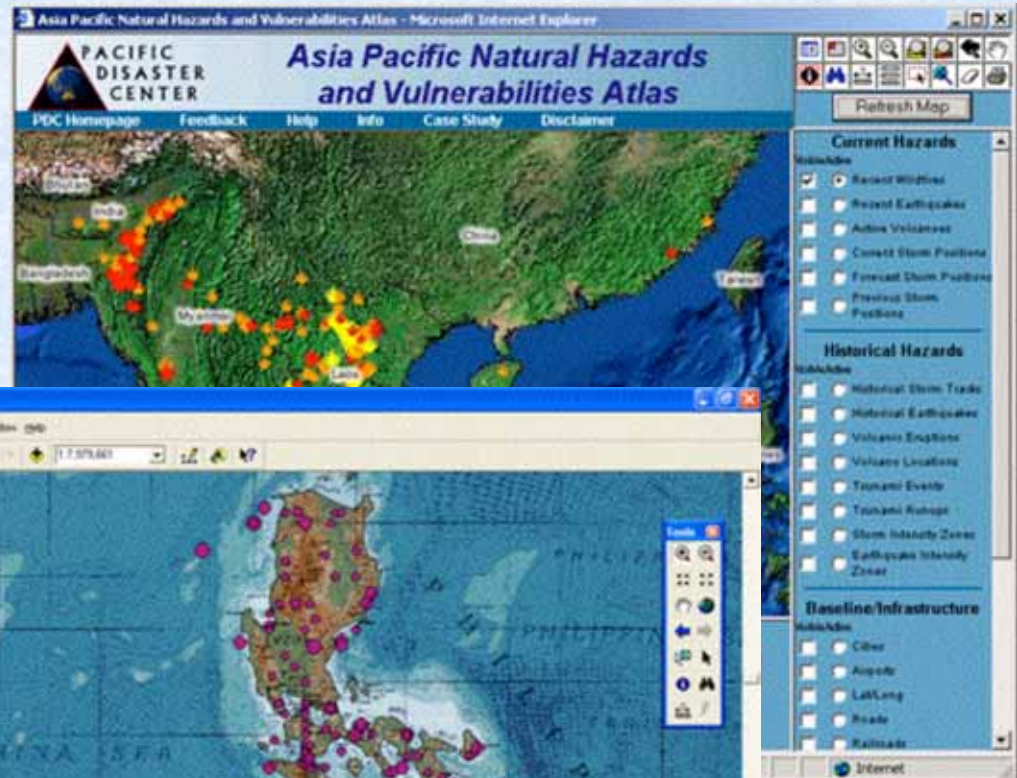 Asia Pacific Natural Hazards and Vulnerabilities Atlas - Microsoft Internet Explorer
PACIFIC
DISASTER
CENTER
Asia Pacific Natural Hazards
and Vulnerabilities Atlas
PDC Homepage Feedback Help Info Case Study Disclaimer
Refresh Map
Current Hazards
Recent Wildfires
Recent Earthquakes
Active Volcanoes
Current Storm Positions
Forecast Storm Positions
Previous Storm
Positions
Historical Hazards
Historical Storm Tracks
Historical Earthquakes
Volcanic Eruptions
Volcano Locations
Tsunami Events
Tsunami Runups
Storm Intensity Zones
Earthquake Intensity
Zones
Baseline/Infrastructure
Cities
Airports
Lat/Long
Roads
Railroads
Internet
Bhutan
India
China
Bangladesh
Taiwan
Myanmar
Laos
Help
Tools
PHILIPPIN
SEA